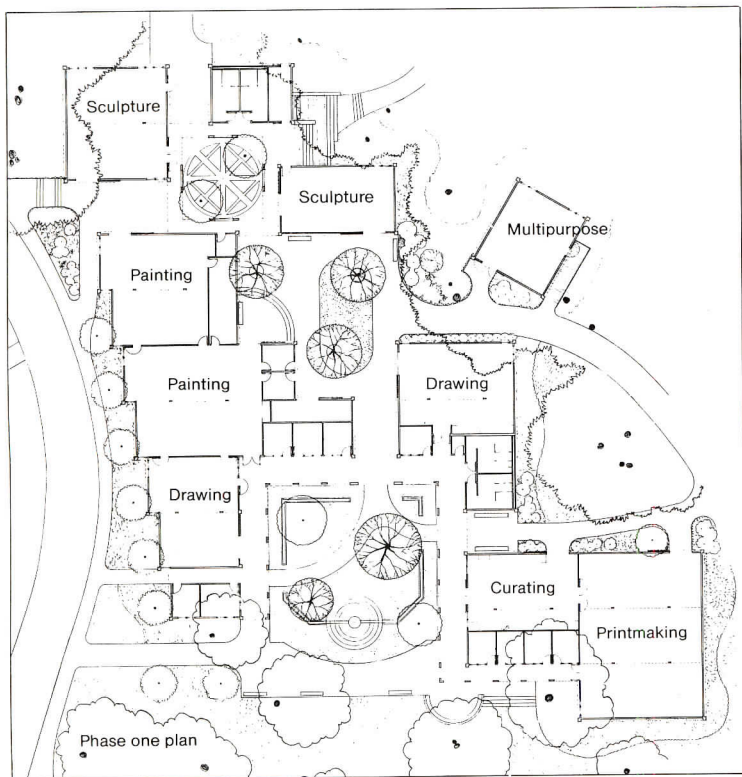 Sculpture
Sculpture
Multipurpose
Painting
Painting
Drawing
Drawing
Curating
Printmaking
Phase one plan